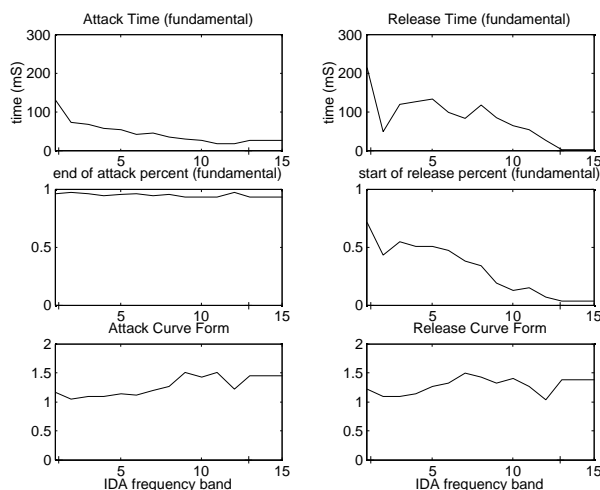 Attack Time (fundamental)
300
200
100
0
time (mS)
5 10 15
Release Time (fundamental)
300
200
100
0
time (mS)
5 10 15
end of attack percent (fundamental)
1
0.5
0
5 10 15
start of release percent (fundamental)
1
0.5
0
5 10 15
Attack Curve Form
2
1.5
1
0.5
0
5 10 15
IDA frequency band
Release Curve Form
2
1.5
1
0.5
0
5 10 15
IDA frequency band